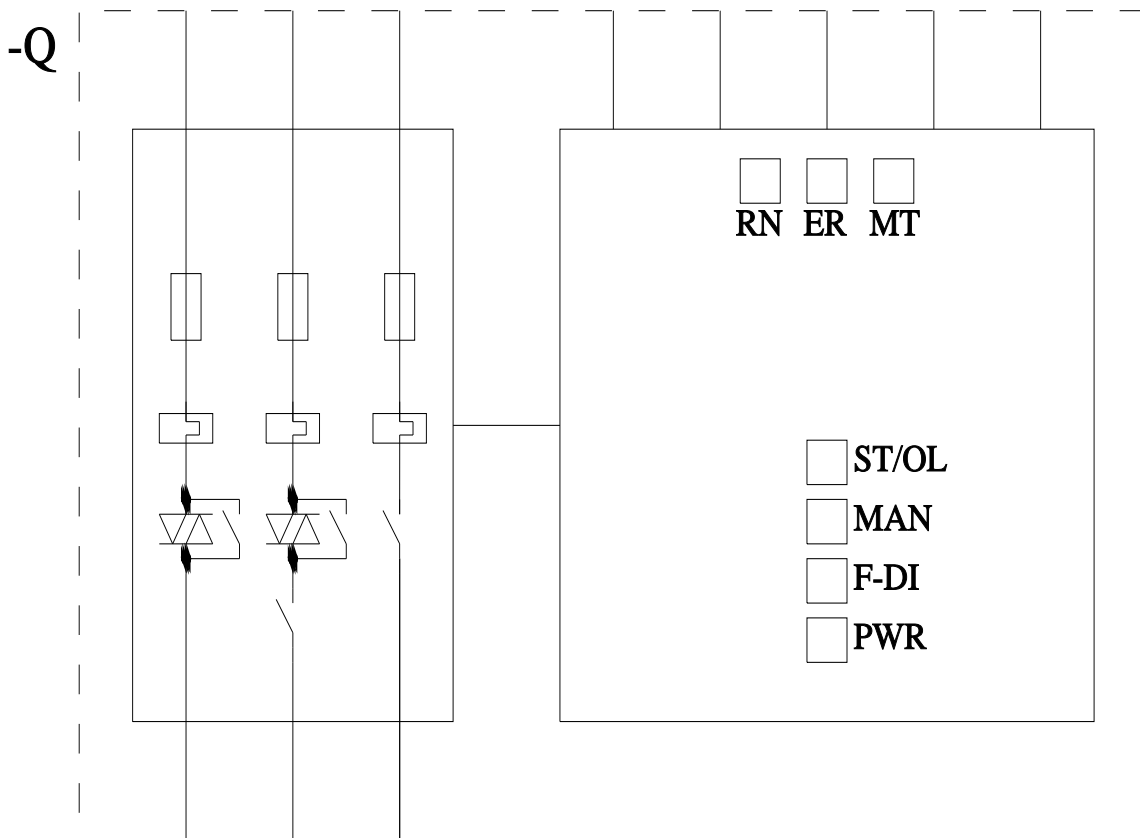 -Q
RN ER MT
ST/OL
MAN
F-DI
PWR